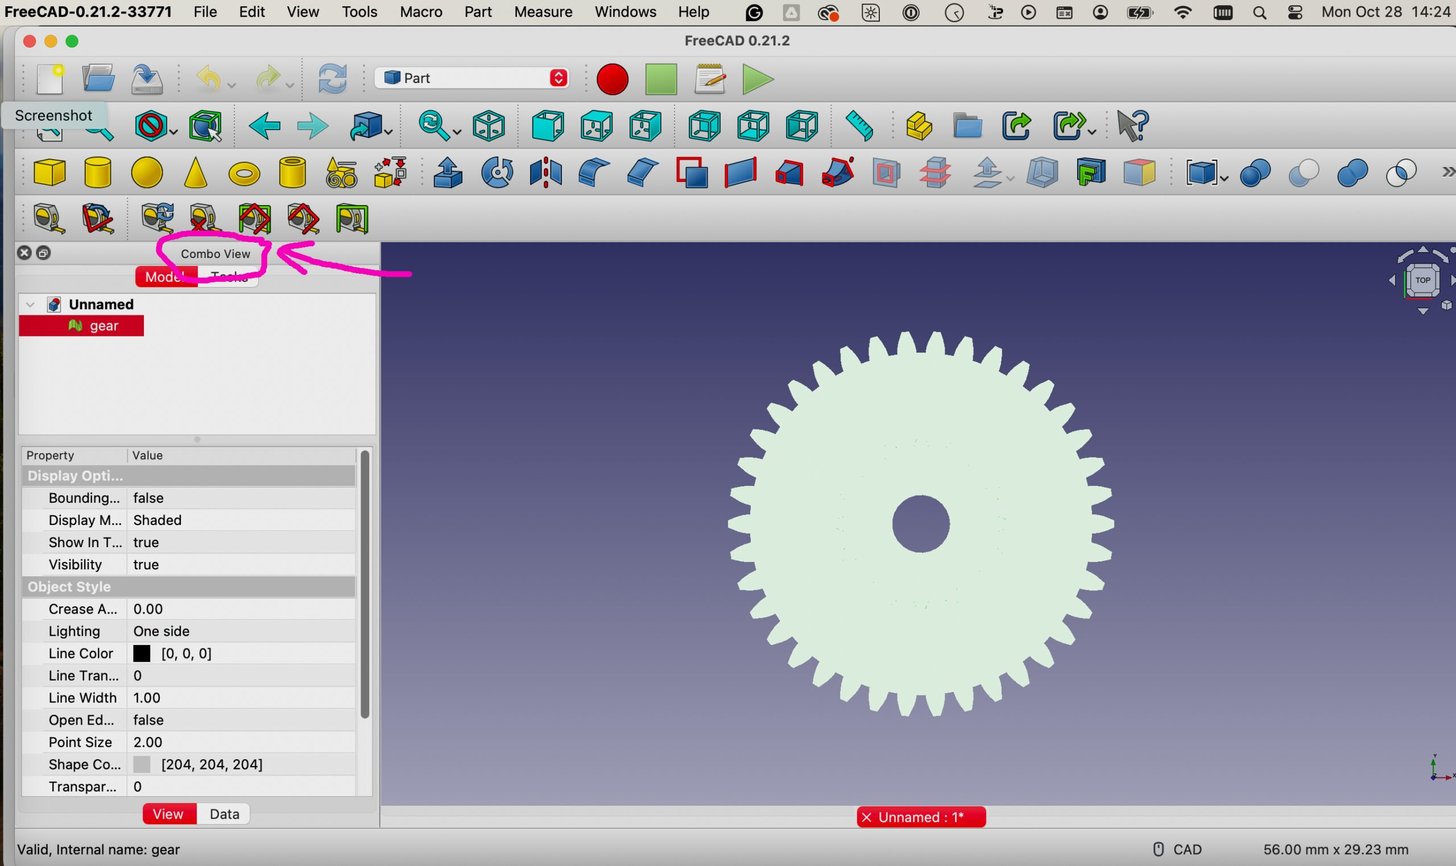 FreeCAD-0.21.2-33771 File Edit View Tools Macro Part Measure Windows Help Mon Oct 28 14:24
FreeCAD 0.21.2
Part
Screenshot
Combo View
Model Tasks
Unnamed
gear
TOP
Property Value
Display Opti...
Bounding... false
Display M... Shaded
Show In T... true
Visibility true
Object Style
Crease A... 0.00
Lighting One side
Line Color [0, 0, 0]
Line Tran... 0
Line Width 1.00
Open Ed... false
Point Size 2.00
Shape Co... [204, 204, 204]
Transpar... 0
View Data
Unnamed : 1*
Valid, Internal name: gear CAD 56.00 mm x 29.23 mm